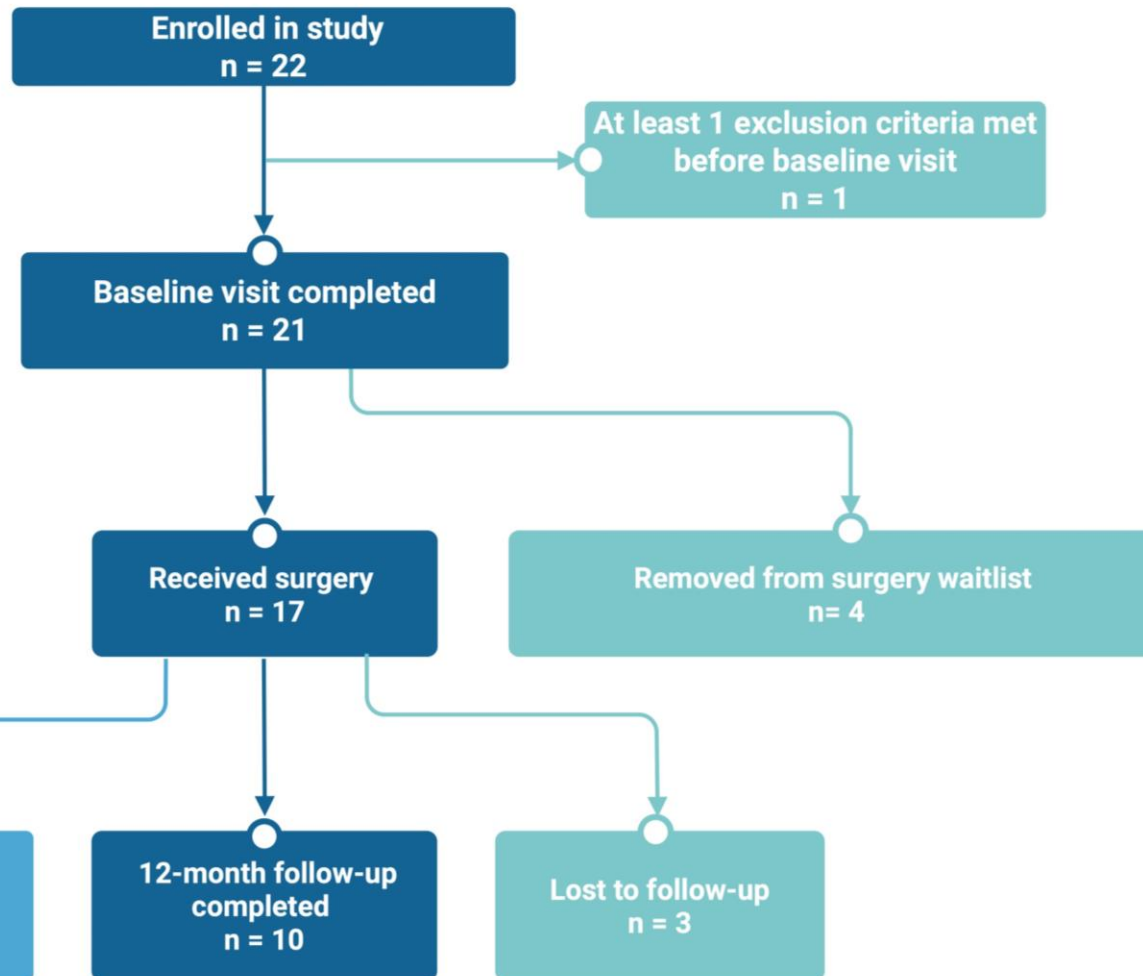 Enrolled in study
n = 22
At least 1 exclusion criteria met
before baseline visit
n = 1
Baseline visit completed
n = 21
Received surgery
n = 17
Removed from surgery waitlist
n= 4
12-month follow-up
completed
n = 10
Lost to follow-up
n = 3